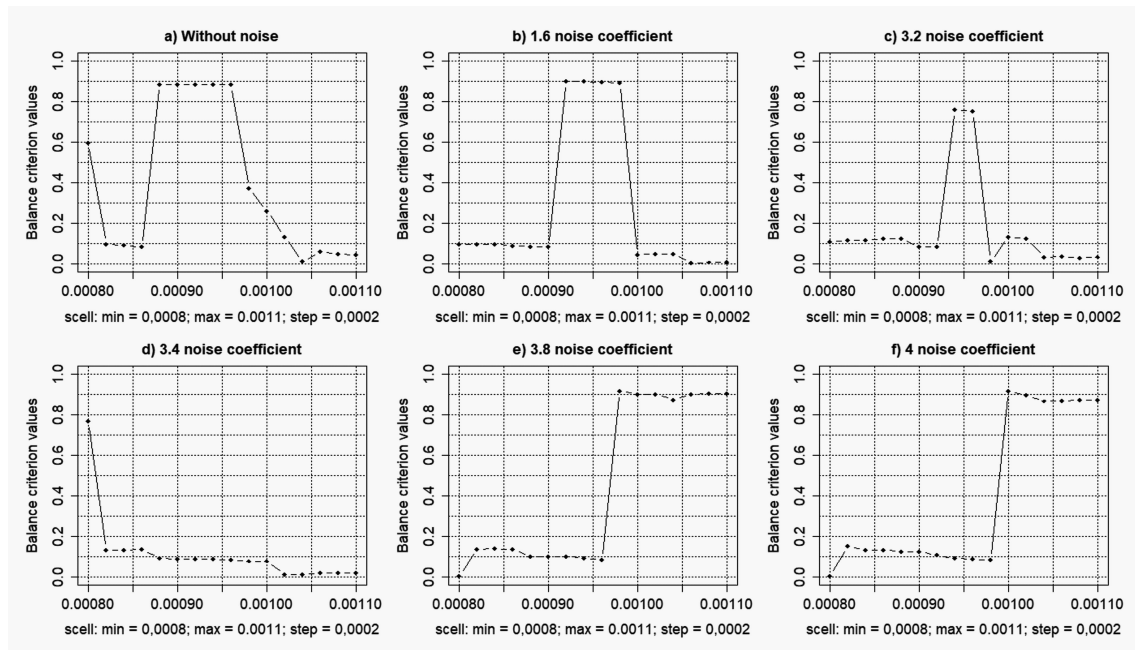 a) Without noise
b) 1.6 noise coefficient
c) 3.2 noise coefficient
Balance criterion values
0.0 0.2 0.4 0.6 0.8 1.0
0.00080 0.00090 0.00100 0.00110
scell: min = 0,0008; max = 0.0011; step = 0,0002
Balance criterion values
0.0 0.2 0.4 0.6 0.8 1.0
0.00080 0.00090 0.00100 0.00110
scell: min = 0,0008; max = 0.0011; step = 0,0002
Balance criterion values
0.0 0.2 0.4 0.6 0.8 1.0
0.00080 0.00090 0.00100 0.00110
scell: min = 0,0008; max = 0.0011; step = 0,0002
d) 3.4 noise coefficient
e) 3.8 noise coefficient
f) 4 noise coefficient
Balance criterion values
0.0 0.2 0.4 0.6 0.8 1.0
0.00080 0.00090 0.00100 0.00110
scell: min = 0,0008; max = 0.0011; step = 0,0002
Balance criterion values
0.0 0.2 0.4 0.6 0.8 1.0
0.00080 0.00090 0.00100 0.00110
scell: min = 0,0008; max = 0.0011; step = 0,0002
Balance criterion values
0.0 0.2 0.4 0.6 0.8 1.0
0.00080 0.00090 0.00100 0.00110
scell: min = 0,0008; max = 0.0011; step = 0,0002